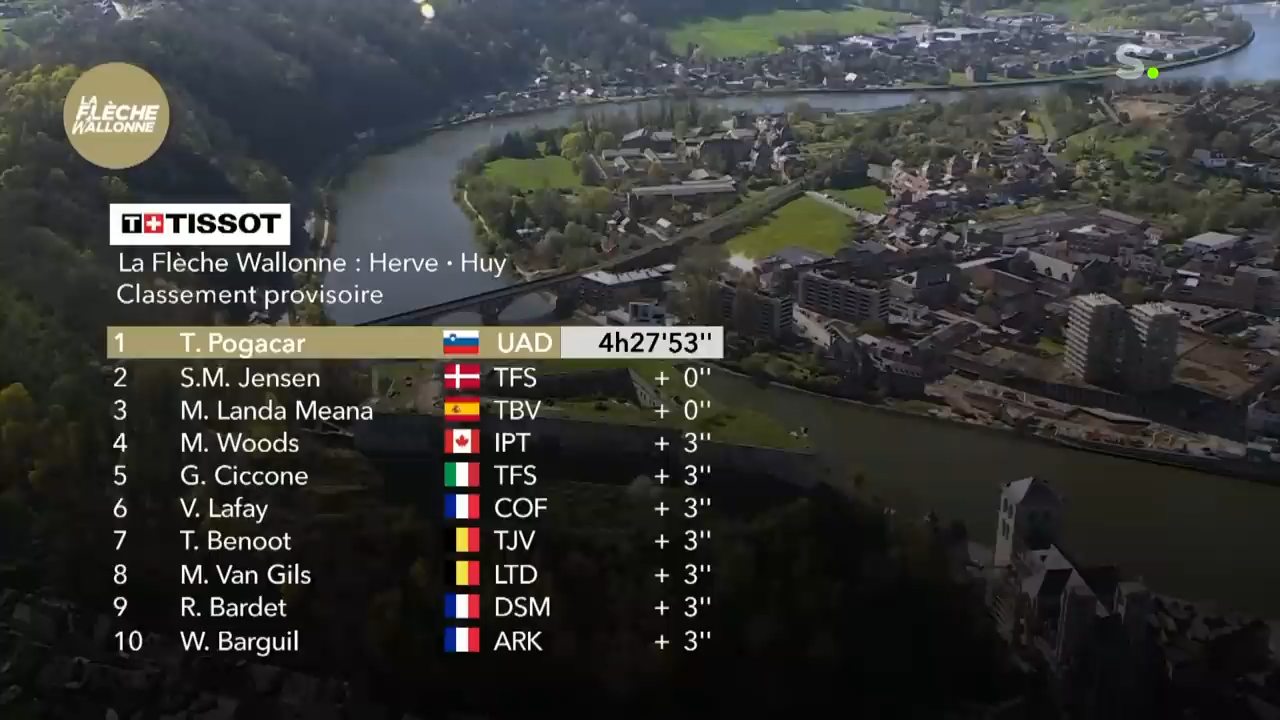 LA
FLÈCHE
WALLONNE
S.
T+TISSOT
La Flèche Wallonne : Herve · Huy
Classement provisoire
1 T. Pogacar UAD 4h27'53''
2 S.M. Jensen TFS + 0''
3 M. Landa Meana TBV + 0''
4 M. Woods IPT + 3''
5 G. Ciccone TFS + 3''
6 V. Lafay COF + 3''
7 T. Benoot TJV + 3''
8 M. Van Gils LTD + 3''
9 R. Bardet DSM + 3''
10 W. Barguil ARK + 3''